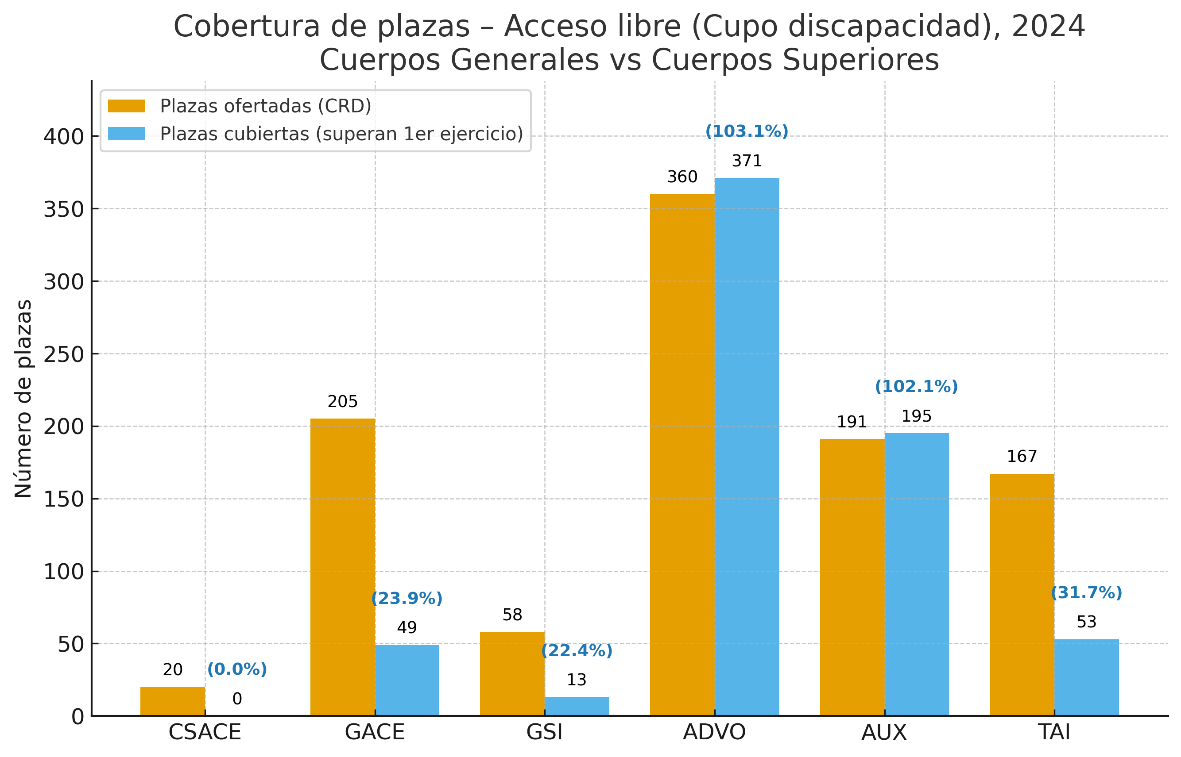 Cobertura de plazas – Acceso libre (Cupo discapacidad), 2024
Cuerpos Generales vs Cuerpos Superiores
Plazas ofertadas (CRD)
Plazas cubiertas (superan 1er ejercicio)
Número de plazas
400
350
300
250
200
150
100
50
0
20
(0.0%)
0
205
(23.9%)
49
58
(22.4%)
13
360
(103.1%)
371
191
(102.1%)
195
167
(31.7%)
53
CSACE
GACE
GSI
ADVO
AUX
TAI